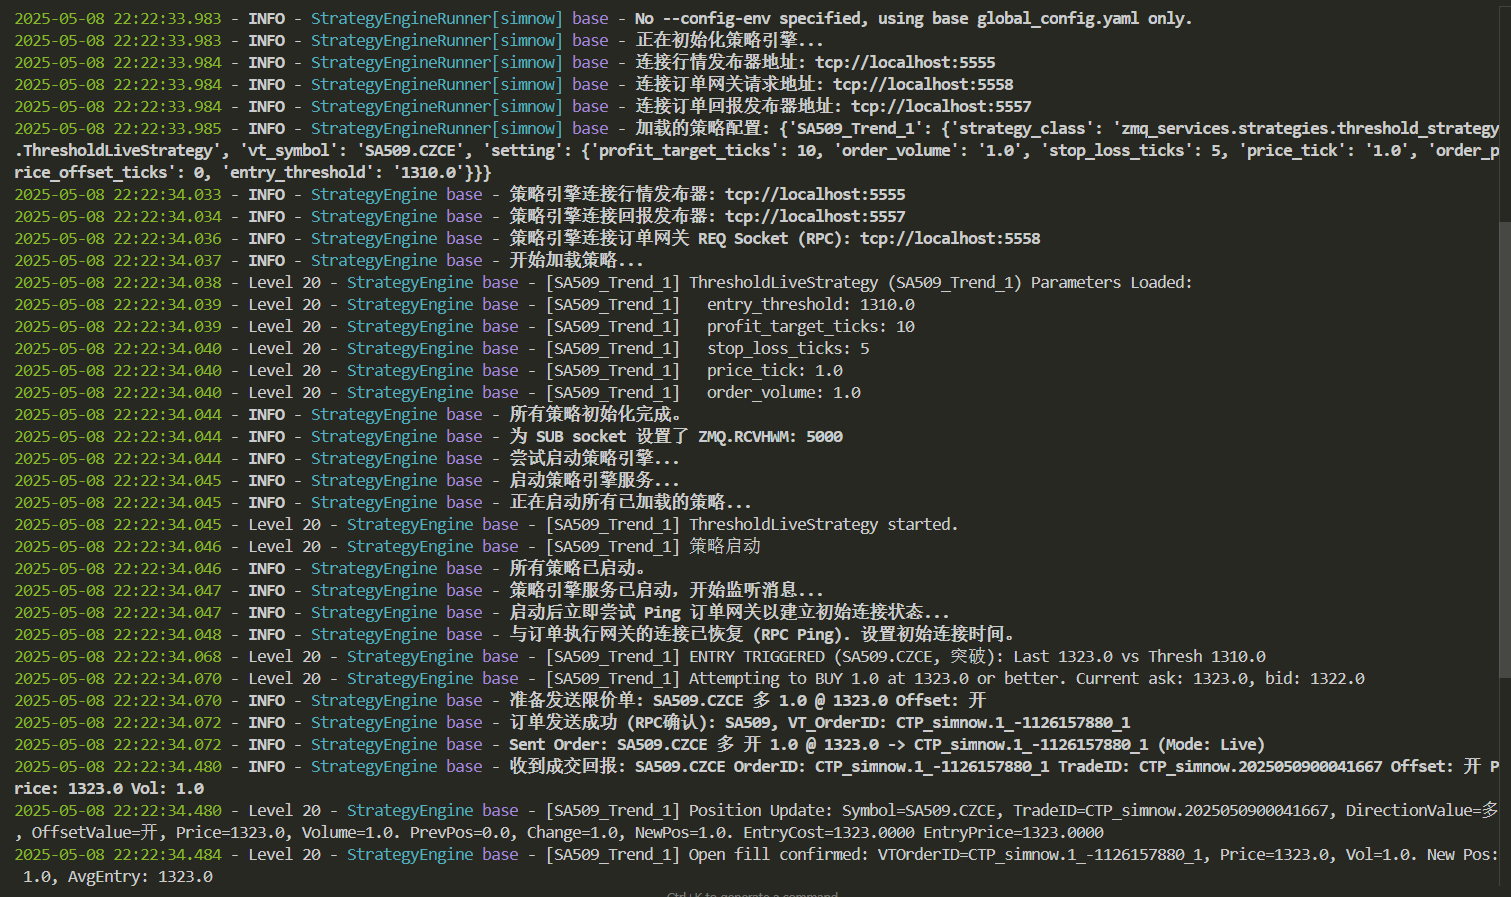 2025-05-08 22:22:33.983 - INFO - StrategyEngineRunner[simnow] base - No --config-env specified, using base global_config.yaml only.
2025-05-08 22:22:33.983 - INFO - StrategyEngineRunner[simnow] base - 正在初始化策略引擎...
2025-05-08 22:22:33.984 - INFO - StrategyEngineRunner[simnow] base - 连接行情发布器地址: tcp://localhost:5555
2025-05-08 22:22:33.984 - INFO - StrategyEngineRunner[simnow] base - 连接订单网关请求地址: tcp://localhost:5558
2025-05-08 22:22:33.984 - INFO - StrategyEngineRunner[simnow] base - 连接订单回报发布器地址: tcp://localhost:5557
2025-05-08 22:22:33.985 - INFO - StrategyEngineRunner[simnow] base - 加载的策略配置: {'SA509_Trend_1': {'strategy_class': 'zmq_services.strategies.threshold_strategy
.ThresholdLiveStrategy', 'vt_symbol': 'SA509.CZCE', 'setting': {'profit_target_ticks': 10, 'order_volume': '1.0', 'stop_loss_ticks': 5, 'price_tick': '1.0', 'order_p
rice_offset_ticks': 0, 'entry_threshold': '1310.0'}}}
2025-05-08 22:22:34.033 - INFO - StrategyEngine base - 策略引擎连接行情发布器: tcp://localhost:5555
2025-05-08 22:22:34.034 - INFO - StrategyEngine base - 策略引擎连接回报发布器: tcp://localhost:5557
2025-05-08 22:22:34.036 - INFO - StrategyEngine base - 策略引擎连接订单网关 REQ Socket (RPC): tcp://localhost:5558
2025-05-08 22:22:34.037 - INFO - StrategyEngine base - 开始加载策略...
2025-05-08 22:22:34.038 - Level 20 - StrategyEngine base - [SA509_Trend_1] ThresholdLiveStrategy (SA509_Trend_1) Parameters Loaded:
2025-05-08 22:22:34.039 - Level 20 - StrategyEngine base - [SA509_Trend_1]   entry_threshold: 1310.0
2025-05-08 22:22:34.039 - Level 20 - StrategyEngine base - [SA509_Trend_1]   profit_target_ticks: 10
2025-05-08 22:22:34.040 - Level 20 - StrategyEngine base - [SA509_Trend_1]   stop_loss_ticks: 5
2025-05-08 22:22:34.040 - Level 20 - StrategyEngine base - [SA509_Trend_1]   price_tick: 1.0
2025-05-08 22:22:34.040 - Level 20 - StrategyEngine base - [SA509_Trend_1]   order_volume: 1.0
2025-05-08 22:22:34.044 - INFO - StrategyEngine base - 所有策略初始化完成。
2025-05-08 22:22:34.044 - INFO - StrategyEngine base - 为 SUB socket 设置了 ZMQ.RCVHWM: 5000
2025-05-08 22:22:34.044 - INFO - StrategyEngine base - 尝试启动策略引擎...
2025-05-08 22:22:34.045 - INFO - StrategyEngine base - 启动策略引擎服务...
2025-05-08 22:22:34.045 - INFO - StrategyEngine base - 正在启动所有已加载的策略...
2025-05-08 22:22:34.045 - Level 20 - StrategyEngine base - [SA509_Trend_1] ThresholdLiveStrategy started.
2025-05-08 22:22:34.046 - Level 20 - StrategyEngine base - [SA509_Trend_1] 策略启动
2025-05-08 22:22:34.046 - INFO - StrategyEngine base - 所有策略已启动。
2025-05-08 22:22:34.047 - INFO - StrategyEngine base - 策略引擎服务已启动，开始监听消息...
2025-05-08 22:22:34.047 - INFO - StrategyEngine base - 启动后立即尝试 Ping 订单网关以建立初始连接状态...
2025-05-08 22:22:34.048 - INFO - StrategyEngine base - 与订单执行网关的连接已恢复 (RPC Ping). 设置初始连接时间。
2025-05-08 22:22:34.068 - Level 20 - StrategyEngine base - [SA509_Trend_1] ENTRY TRIGGERED (SA509.CZCE, 突破): Last 1323.0 vs Thresh 1310.0
2025-05-08 22:22:34.070 - Level 20 - StrategyEngine base - [SA509_Trend_1] Attempting to BUY 1.0 at 1323.0 or better. Current ask: 1323.0, bid: 1322.0
2025-05-08 22:22:34.070 - INFO - StrategyEngine base - 准备发送限价单: SA509.CZCE 多 1.0 @ 1323.0 Offset: 开
2025-05-08 22:22:34.072 - INFO - StrategyEngine base - 订单发送成功 (RPC确认): SA509, VT_OrderID: CTP_simnow.1_-1126157880_1
2025-05-08 22:22:34.072 - INFO - StrategyEngine base - Sent Order: SA509.CZCE 多 开 1.0 @ 1323.0 -> CTP_simnow.1_-1126157880_1 (Mode: Live)
2025-05-08 22:22:34.480 - INFO - StrategyEngine base - 收到成交回报: SA509.CZCE OrderID: CTP_simnow.1_-1126157880_1 TradeID: CTP_simnow.2025050900041667 Offset: 开 P
rice: 1323.0 Vol: 1.0
2025-05-08 22:22:34.480 - Level 20 - StrategyEngine base - [SA509_Trend_1] Position Update: Symbol=SA509.CZCE, TradeID=CTP_simnow.2025050900041667, DirectionValue=多
, OffsetValue=开, Price=1323.0, Volume=1.0. PrevPos=0.0, Change=1.0, NewPos=1.0. EntryCost=1323.0000 EntryPrice=1323.0000
2025-05-08 22:22:34.484 - Level 20 - StrategyEngine base - [SA509_Trend_1] Open fill confirmed: VTOrderID=CTP_simnow.1_-1126157880_1, Price=1323.0, Vol=1.0. New Pos:
1.0, AvgEntry: 1323.0
Ctrl+K to generate a command